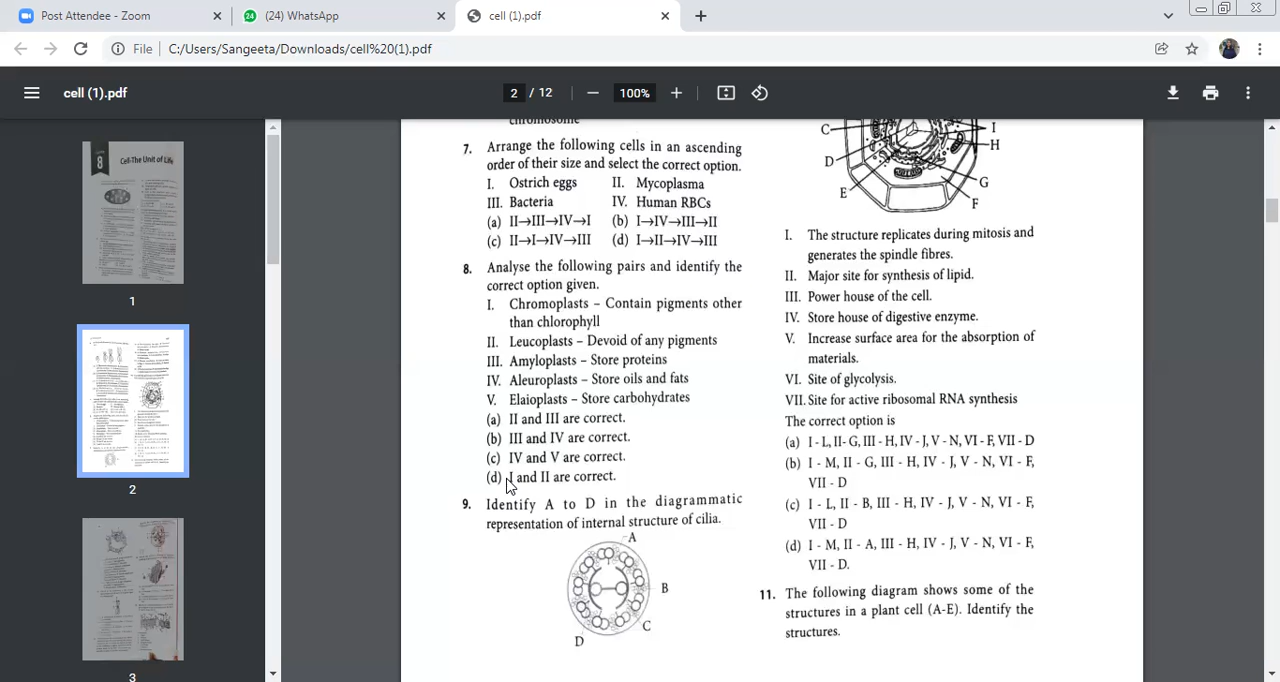 Post Attendee - Zoom
(24) WhatsApp
cell (1).pdf
File
C:/Users/Sangeeta/Downloads/cell%20(1).pdf
cell (1).pdf
2 / 12
100%
8
Cell-The Unit of Life
1
2
3
chromosome
7. Arrange the following cells in an ascending
order of their size and select the correct option.
I. Ostrich eggs II. Mycoplasma
III. Bacteria IV. Human RBCs
(a) II→III→IV→I (b) I→IV→III→II
(c) II→I→IV→III (d) I→II→IV→III
8. Analyse the following pairs and identify the
correct option given.
I. Chromoplasts – Contain pigments other
than chlorophyll
II. Leucoplasts – Devoid of any pigments
III. Amyloplasts – Store proteins
IV. Aleuroplasts – Store oils and fats
V. Elaioplasts – Store carbohydrates
(a) II and III are correct.
(b) III and IV are correct.
(c) IV and V are correct.
(d) I and II are correct.
9. Identify A to D in the diagrammatic
representation of internal structure of cilia.
A
B
C
D
C
D
E
I
H
G
F
I. The structure replicates during mitosis and
generates the spindle fibres.
II. Major site for synthesis of lipid.
III. Power house of the cell.
IV. Store house of digestive enzyme.
V. Increase surface area for the absorption of
materials.
VI. Site of glycolysis.
VII. Site for active ribosomal RNA synthesis
The correct option is
(a) I - L, II- G, III - H, IV - J, V - N, VI- F, VII - D
(b) I - M, II - G, III - H, IV - J, V - N, VI - F,
VII - D
(c) I - L, II - B, III - H, IV - J, V - N, VI - F,
VII - D
(d) I - M, II - A, III - H, IV - J, V - N, VI - F,
VII - D.
11. The following diagram shows some of the
structures in a plant cell (A-E). Identify the
structures.